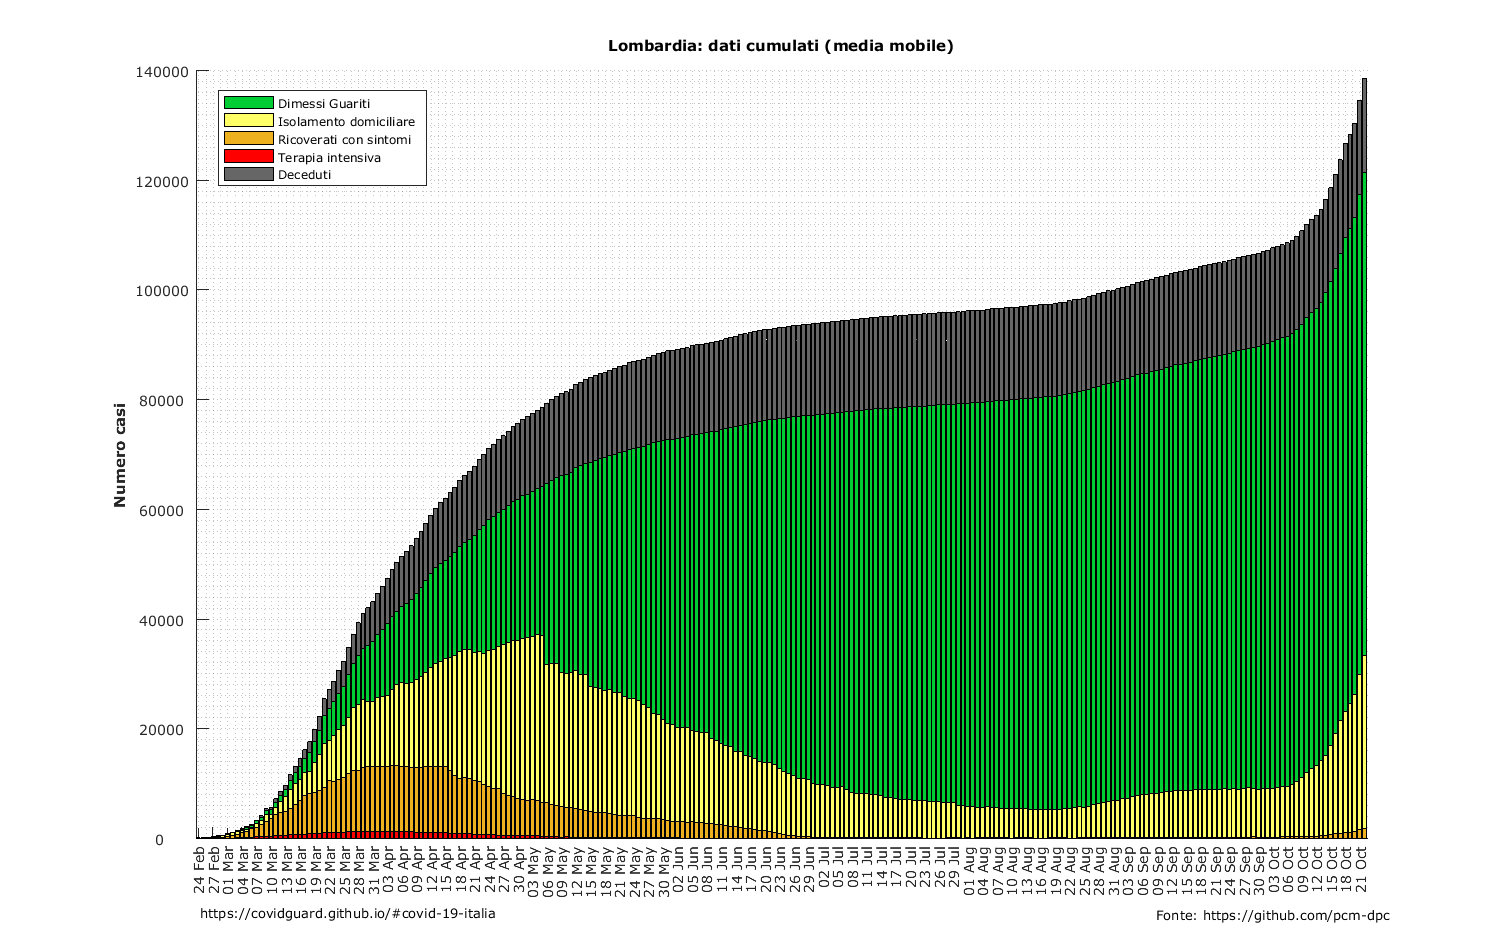 Lombardia: dati cumulati (media mobile)
140000
120000
100000
80000
60000
40000
20000
0
Numero casi
Dimessi Guariti
Isolamento domiciliare
Ricoverati con sintomi
Terapia intensiva
Deceduti
24 Feb
27 Feb
01 Mar
04 Mar
07 Mar
10 Mar
13 Mar
16 Mar
19 Mar
22 Mar
25 Mar
28 Mar
31 Mar
03 Apr
06 Apr
09 Apr
12 Apr
15 Apr
18 Apr
21 Apr
24 Apr
27 Apr
30 Apr
03 May
06 May
09 May
12 May
15 May
18 May
21 May
24 May
27 May
30 May
02 Jun
05 Jun
08 Jun
11 Jun
14 Jun
17 Jun
20 Jun
23 Jun
26 Jun
29 Jun
02 Jul
05 Jul
08 Jul
11 Jul
14 Jul
17 Jul
20 Jul
23 Jul
26 Jul
29 Jul
01 Aug
04 Aug
07 Aug
10 Aug
13 Aug
16 Aug
19 Aug
22 Aug
25 Aug
28 Aug
31 Aug
03 Sep
06 Sep
09 Sep
12 Sep
15 Sep
18 Sep
21 Sep
24 Sep
27 Sep
30 Sep
03 Oct
06 Oct
09 Oct
12 Oct
15 Oct
18 Oct
21 Oct
https://covidguard.github.io/#covid-19-italia
Fonte: https://github.com/pcm-dpc